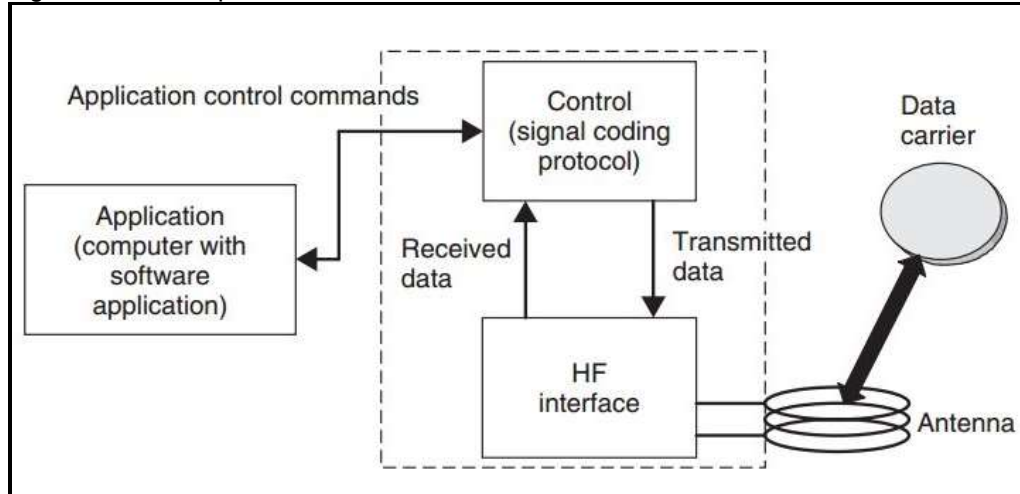 Application control commands
Control
(signal coding
protocol)
Data
carrier
Application
(computer with
software
application)
Received
data
Transmitted
data
HF
interface
Antenna